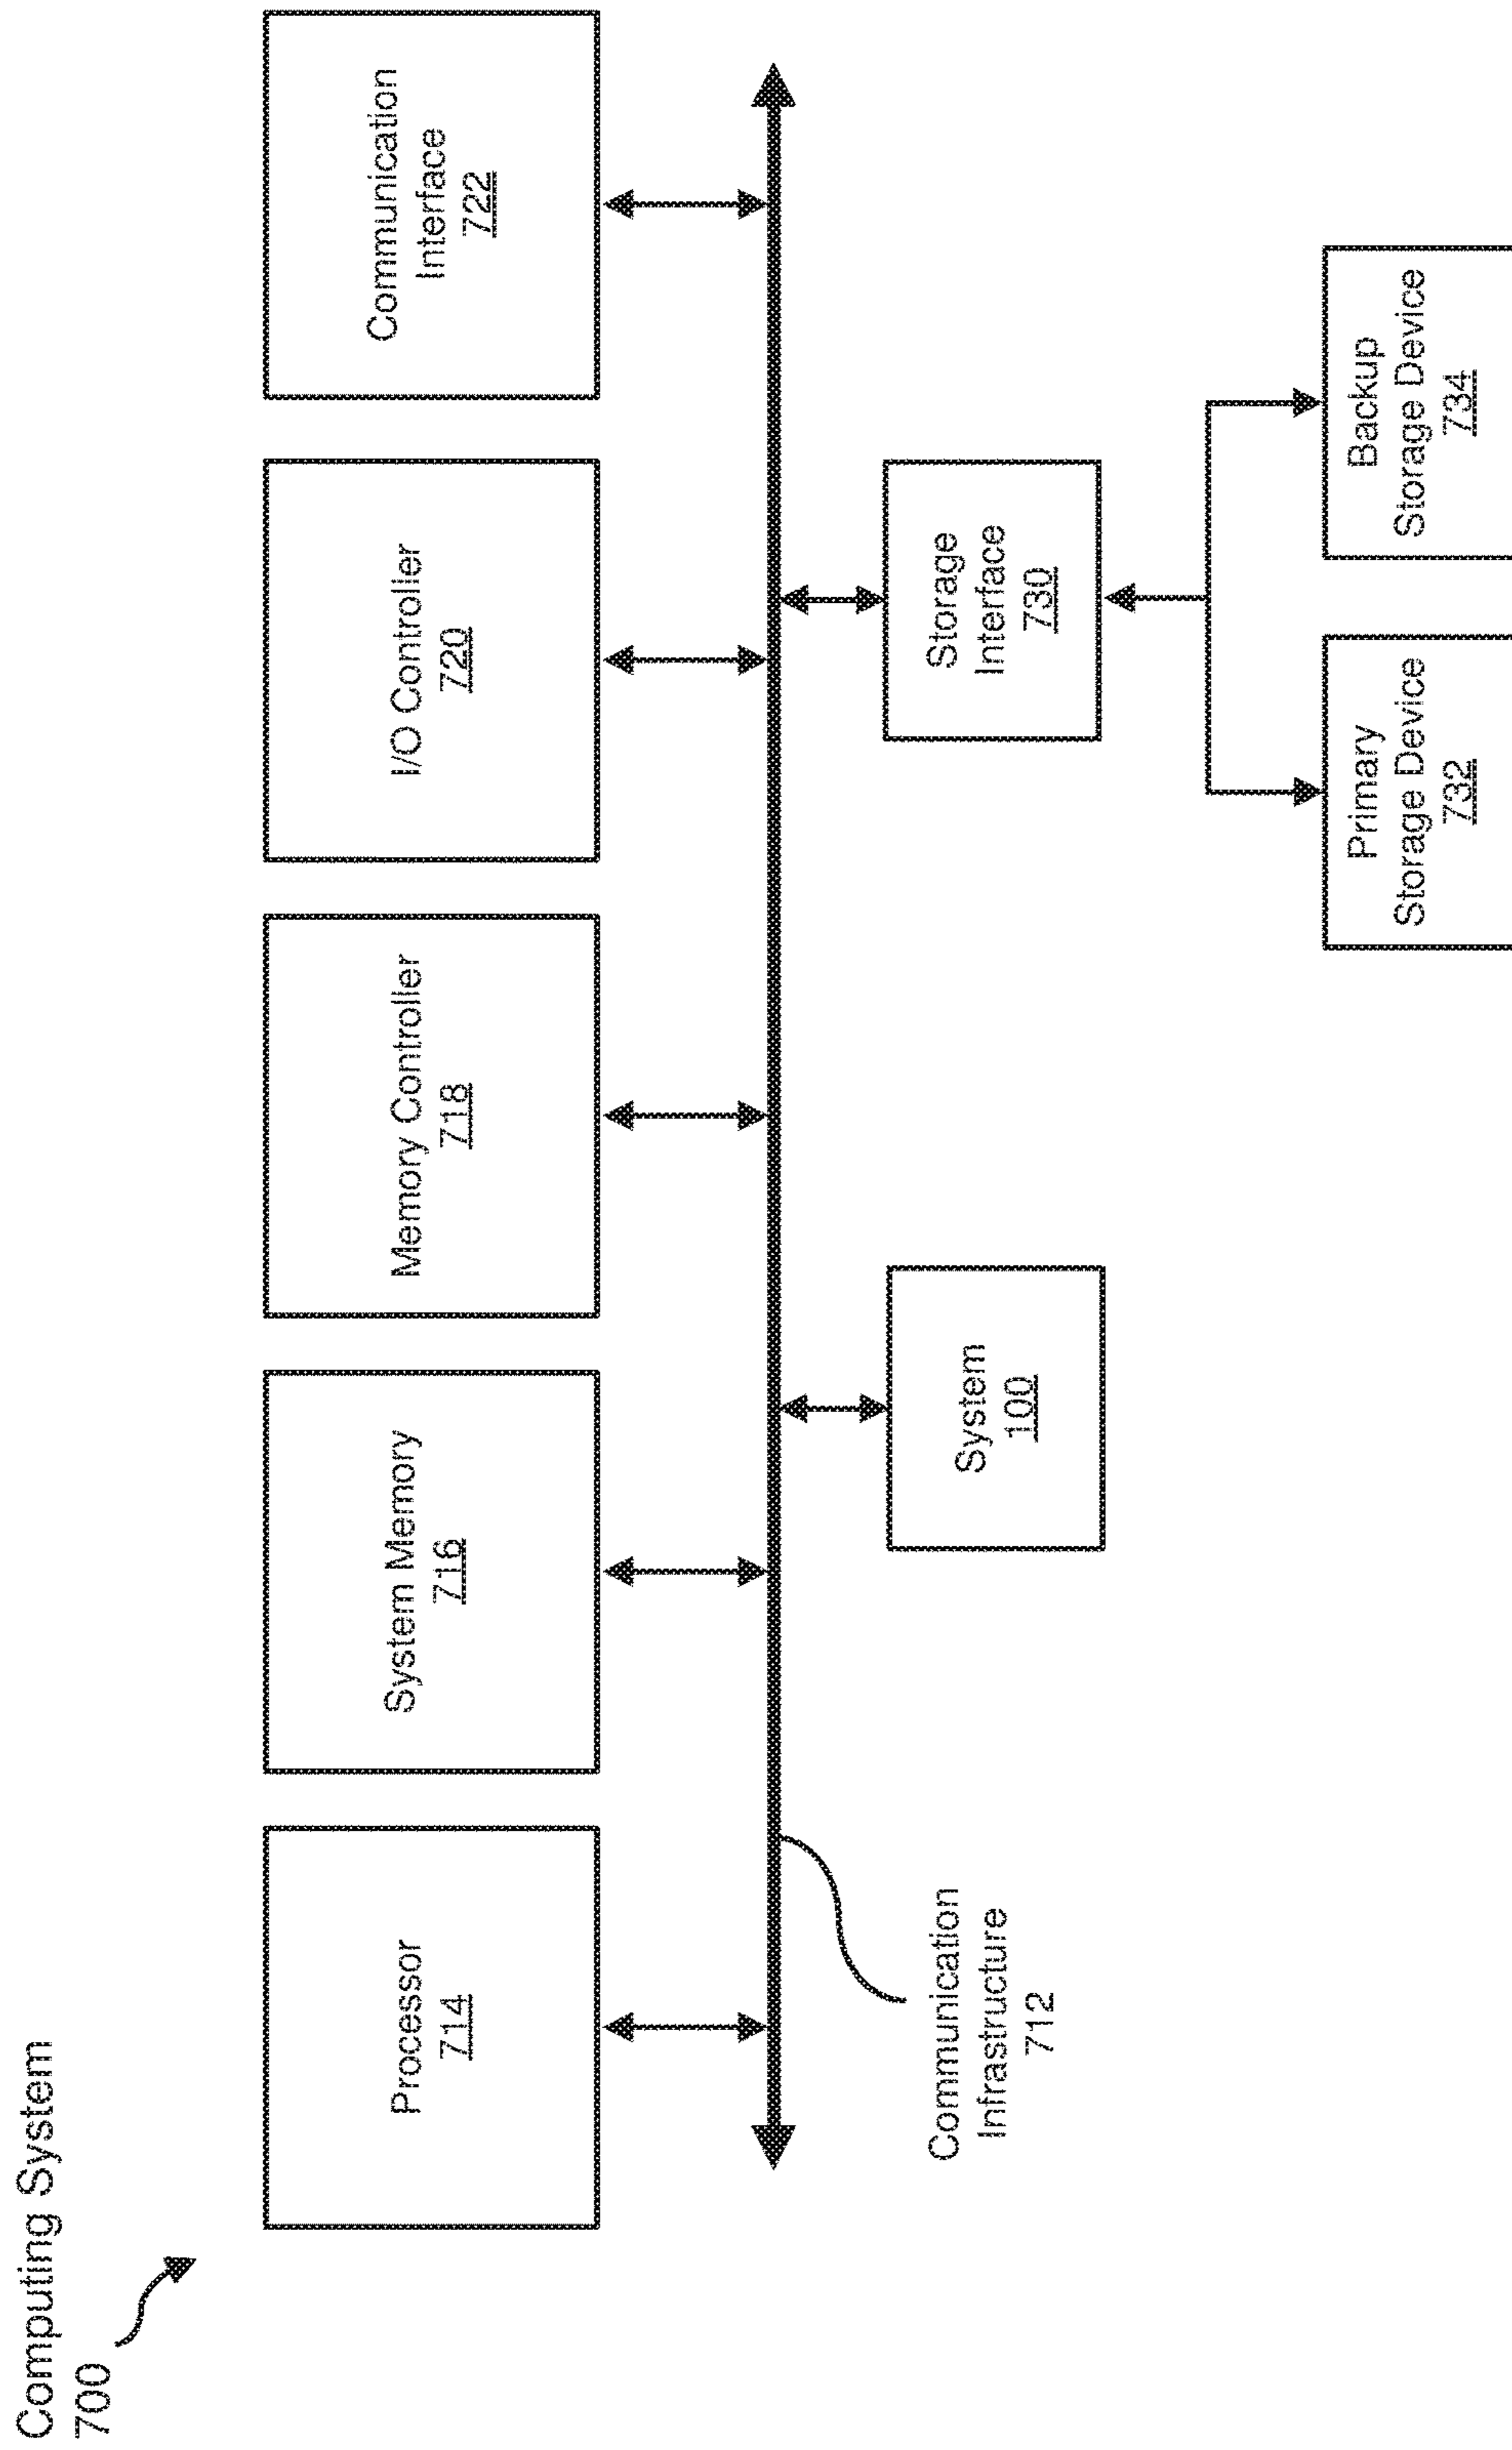 Computing System
700
Processor
714
System Memory
716
Memory Controller
718
I/O Controller
720
Communication
Interface
722
Communication
Infrastructure
712
System
100
Storage
Interface
730
Primary
Storage Device
732
Backup
Storage Device
734